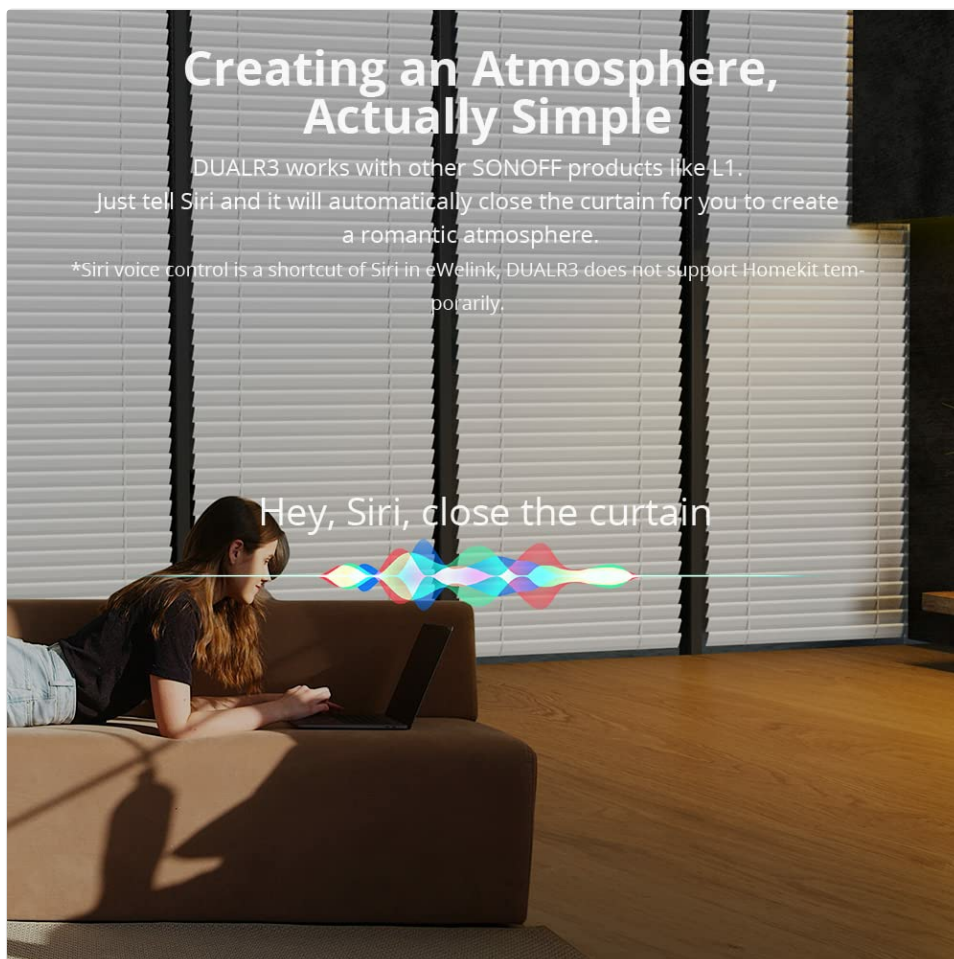 Creating an Atmosphere,
Actually Simple
DUALR3 works with other SONOFF products like L1.
Just tell Siri and it will automatically close the curtain for you to create
a romantic atmosphere.
*Siri voice control is a shortcut of Siri in eWelink, DUALR3 does not support Homekit tem-
porarily.
Hey, Siri, close the curtain